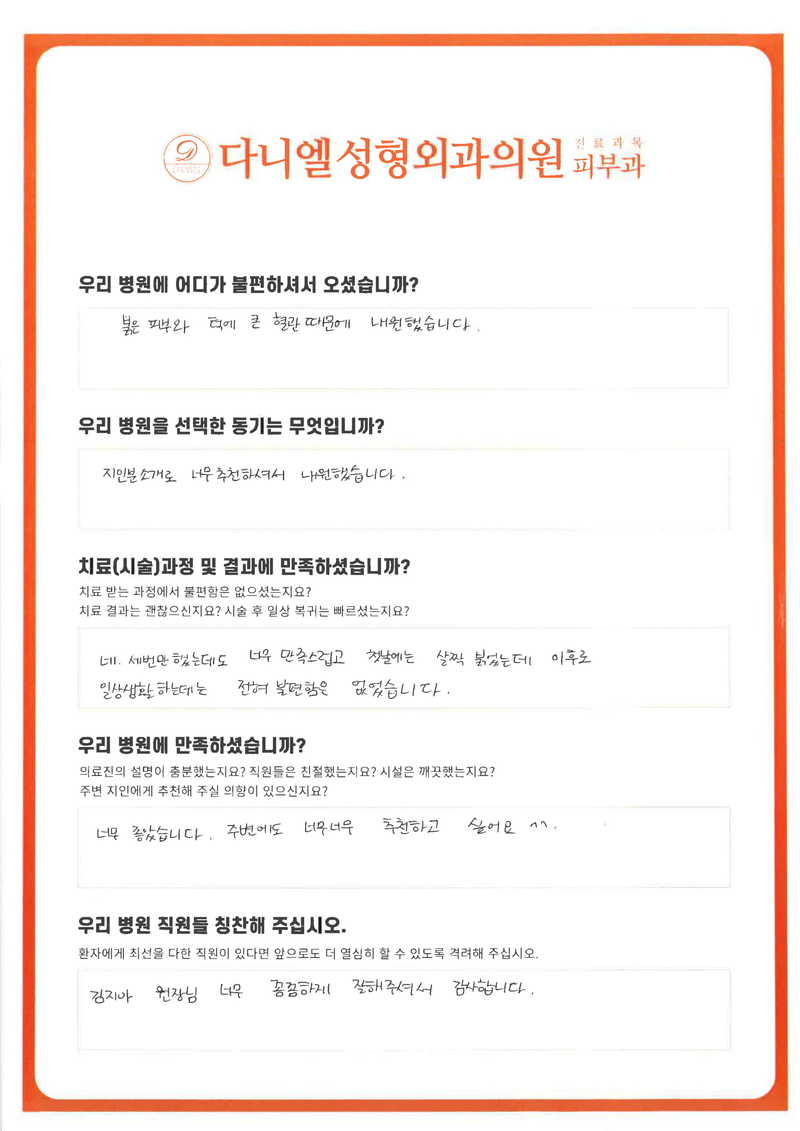 다니엘성형외과의원
진료과목
피부과
우리 병원에 어디가 불편하셔서 오셨습니까?
붉은 피부와 턱에 큰 혈관 때문에 내원했습니다.
우리 병원을 선택한 동기는 무엇입니까?
지인분소개로 너무 추천하셔서 내원했습니다.
치료(시술)과정 및 결과에 만족하셨습니까?
치료 받는 과정에서 불편함은 없으셨는지요?
치료 결과는 괜찮으신지요? 시술 후 일상 복귀는 빠르셨는지요?
네. 세번만 했는데도 너무 만족스럽고 첫날에는 살짝 붉었는데 이후로
일상생활 하는데는 전혀 불편함은 없었습니다.
우리 병원에 만족하셨습니까?
의료진의 설명이 충분했는지요? 직원들은 친절했는지요? 시설은 깨끗했는지요?
주변 지인에게 추천해 주실 의향이 있으신지요?
너무 좋았습니다. 주변에도 너무너무 추천하고 싶어요 ^^.
우리 병원 직원들 칭찬해 주십시오.
환자에게 최선을 다한 직원이 있다면 앞으로도 더 열심히 할 수 있도록 격려해 주십시오.
김지아 원장님 너무 꼼꼼하게 잘해주셔서 감사합니다.